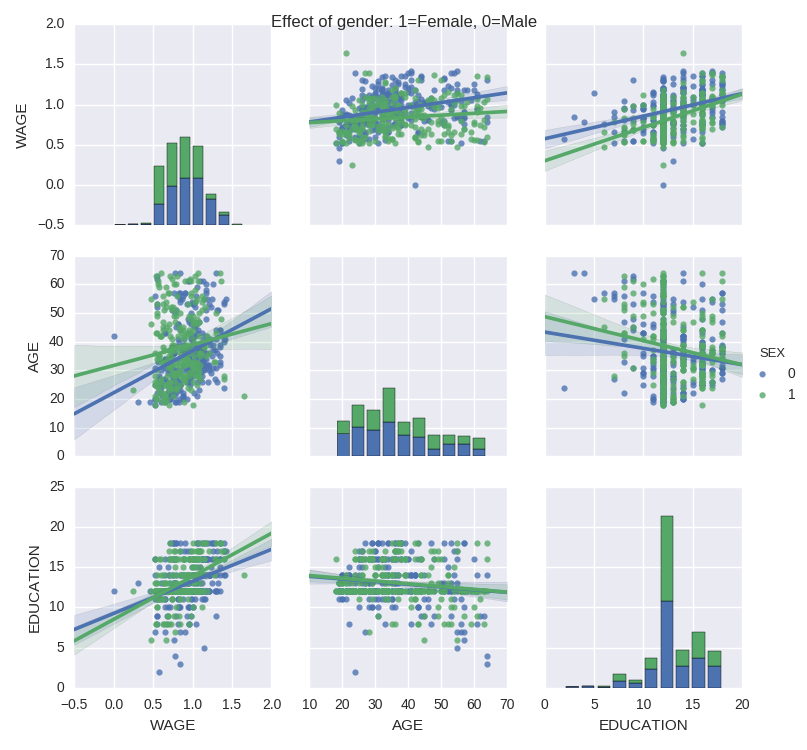 Effect of gender: 1=Female, 0=Male
2.0
1.5
1.0
0.5
0.0
−0.5
WAGE
70
60
50
40
30
20
10
0
AGE
SEX
0
1
25
20
15
10
5
0
EDUCATION
−0.5 0.0 0.5 1.0 1.5 2.0
10 20 30 40 50 60 70
0 5 10 15 20
WAGE
AGE
EDUCATION